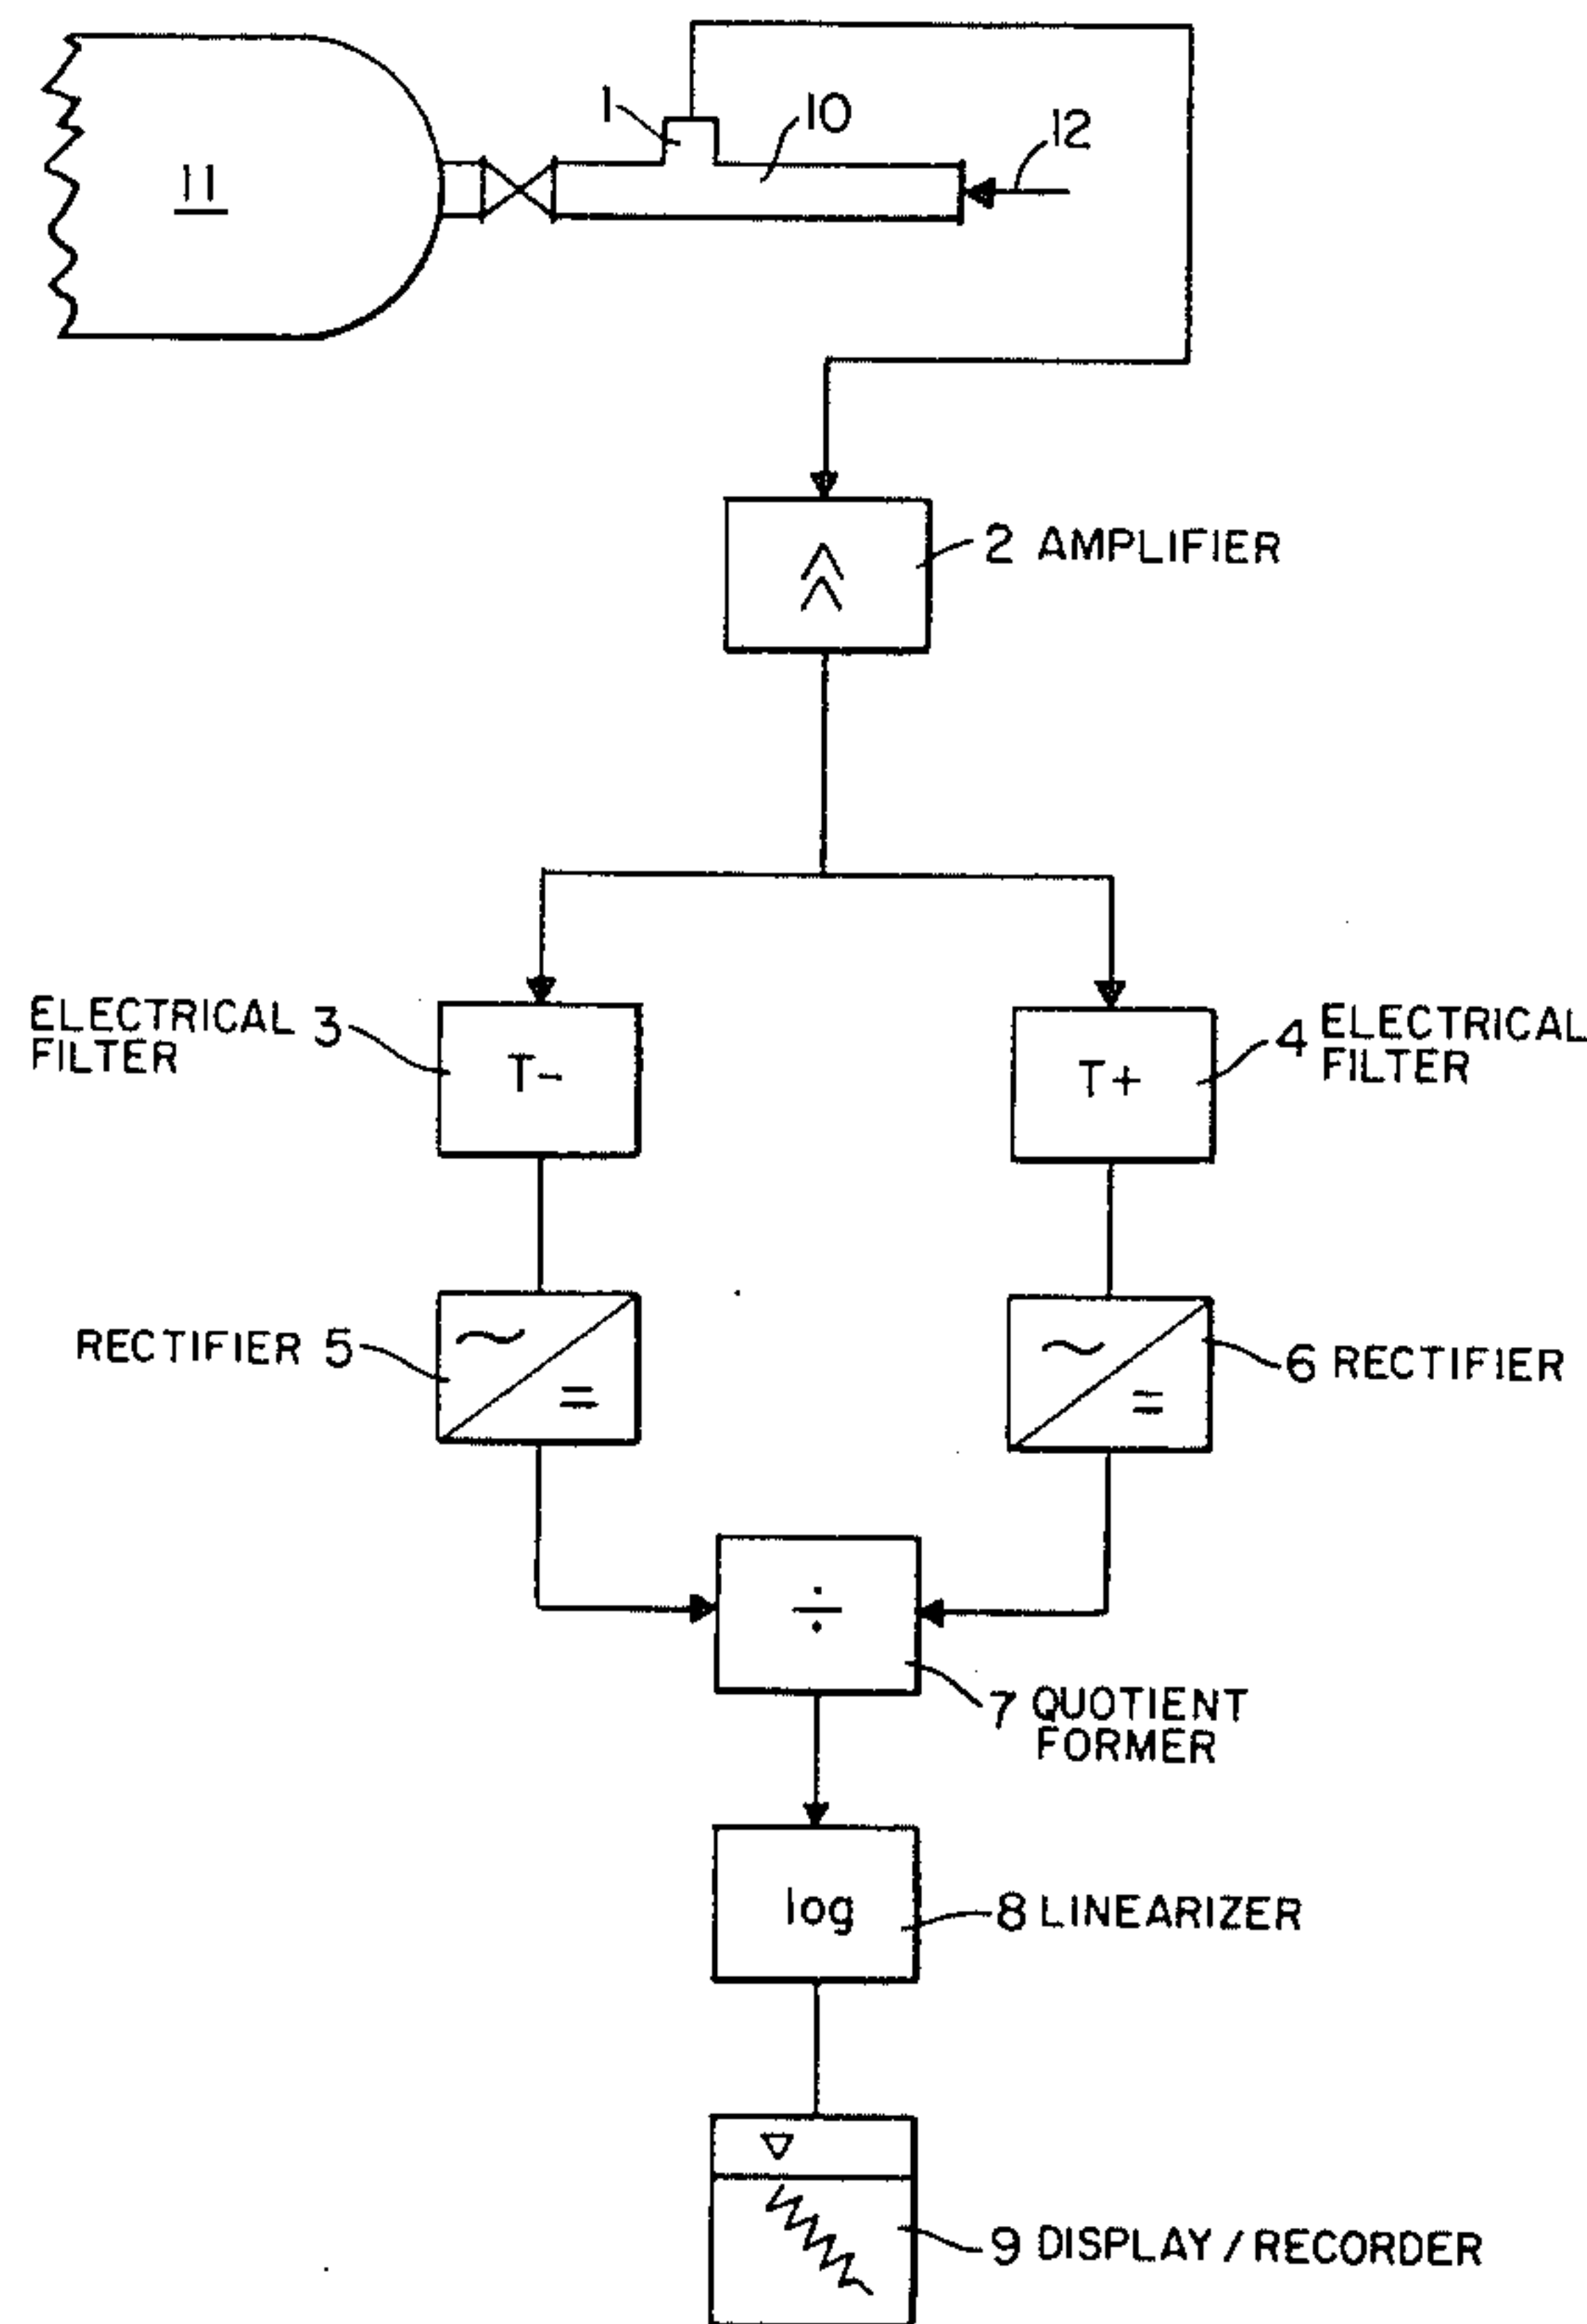 1
10
12
11
2 AMPLIFIER
ELECTRICAL 3
FILTER
T-
T+
4 ELECTRICAL
FILTER
RECTIFIER 5
~
=
~
=
6 RECTIFIER
÷
7 QUOTIENT
FORMER
log
8 LINEARIZER
9 DISPLAY/RECORDER